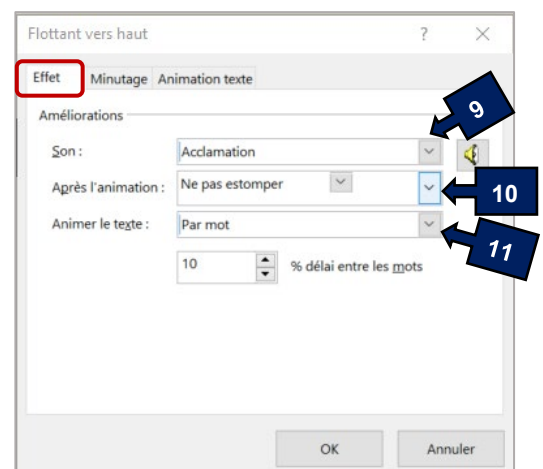 Flottant vers haut ?
Effet Minutage Animation texte
Améliorations
9
Son : Acclamation
Après l'animation : Ne pas estomper 10
Animer le texte : Par mot 11
10 % délai entre les mots
OK Annuler